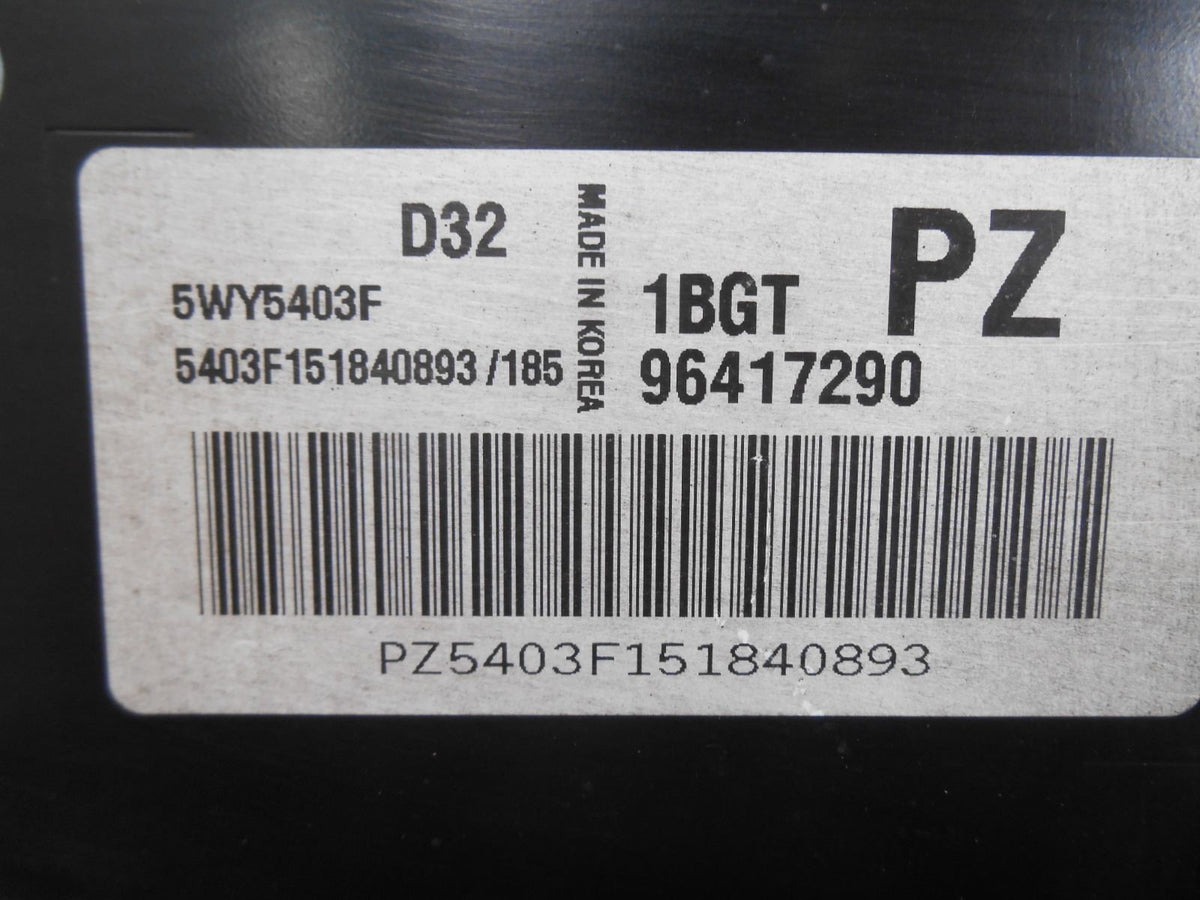 D32
5WY5403F
5403F151840893 /185
MADE IN KOREA
1BGT
PZ
96417290
PZ5403F151840893